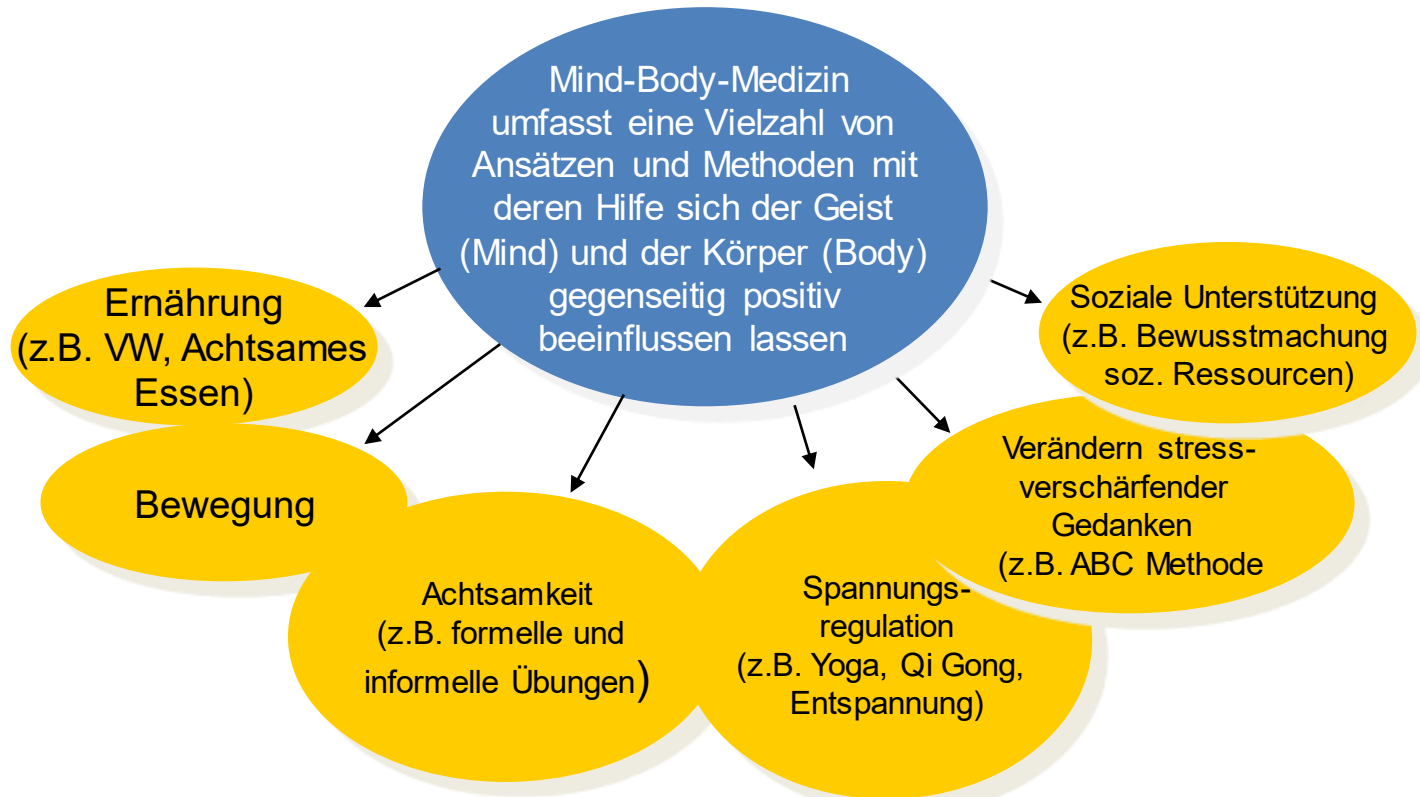 Mind-Body-Medizin
umfasst eine Vielzahl von
Ansätzen und Methoden mit
deren Hilfe sich der Geist
(Mind) und der Körper (Body)
gegenseitig positiv
beeinflussen lassen
Ernährung
(z.B. VW, Achtsames
Essen)
Bewegung
Achtsamkeit
(z.B. formelle und
informelle Übungen)
Spannungs-
regulation
(z.B. Yoga, Qi Gong,
Entspannung)
Verändern stress-
verschärfender
Gedanken
(z.B. ABC Methode
Soziale Unterstützung
(z.B. Bewusstmachung
soz. Ressourcen)